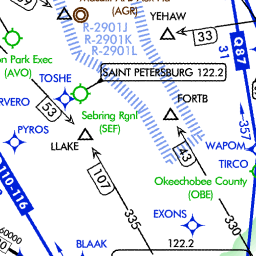 (AGR)
YEHAW
R-2901J
R-2901K
R-2901L
33
Q87
on Park Exec
(AVO)
SAINT PETERSBURG 122.2
TOSHE
RVERO
53
FORTB
Sebring Rgnl
(SEF)
357
PYROS
LLAKE
43
WAPOM
TIRCO
107
Okeechobee County
(OBE)
110-116
335
330
EXONS
60000
122.2
BLAAK